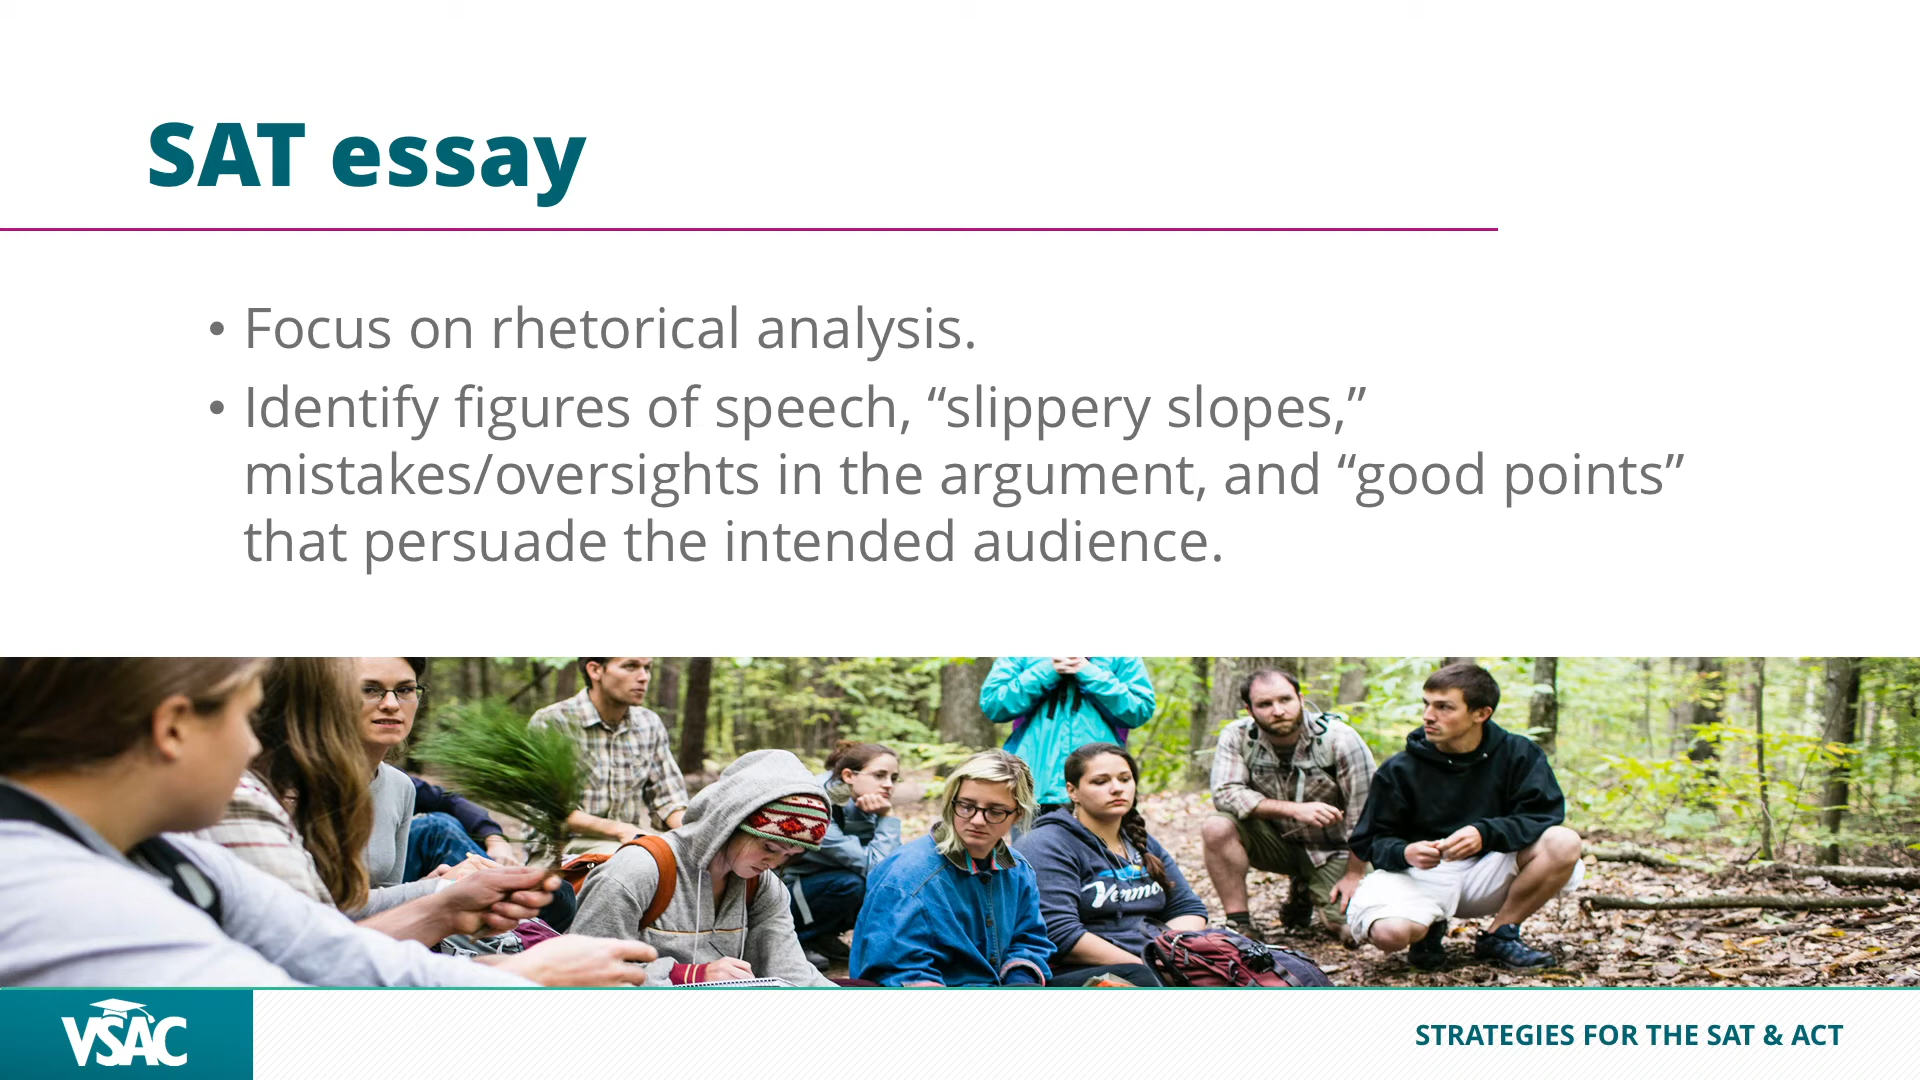 SAT essay
• Focus on rhetorical analysis.
• Identify figures of speech, “slippery slopes,”
mistakes/oversights in the argument, and “good points”
that persuade the intended audience.
Vermo
VSAC
STRATEGIES FOR THE SAT & ACT